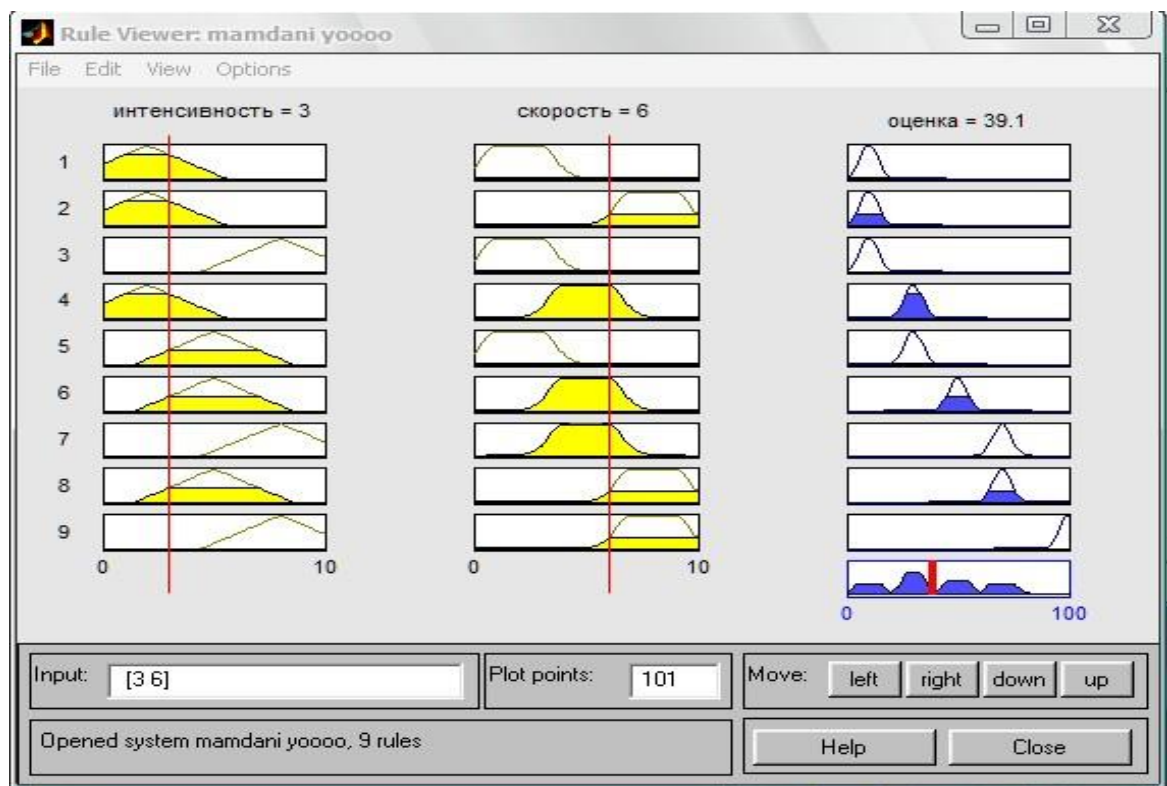 Rule Viewer: mamdani yoooo
File Edit View Options
интенсивность = 3
скорость = 6
оценка = 39.1
1
2
3
4
5
6
7
8
9
0 10
0 10
0 100
Input: [3 6]
Plot points: 101
Move: left right down up
Opened system mamdani yoooo, 9 rules
Help Close